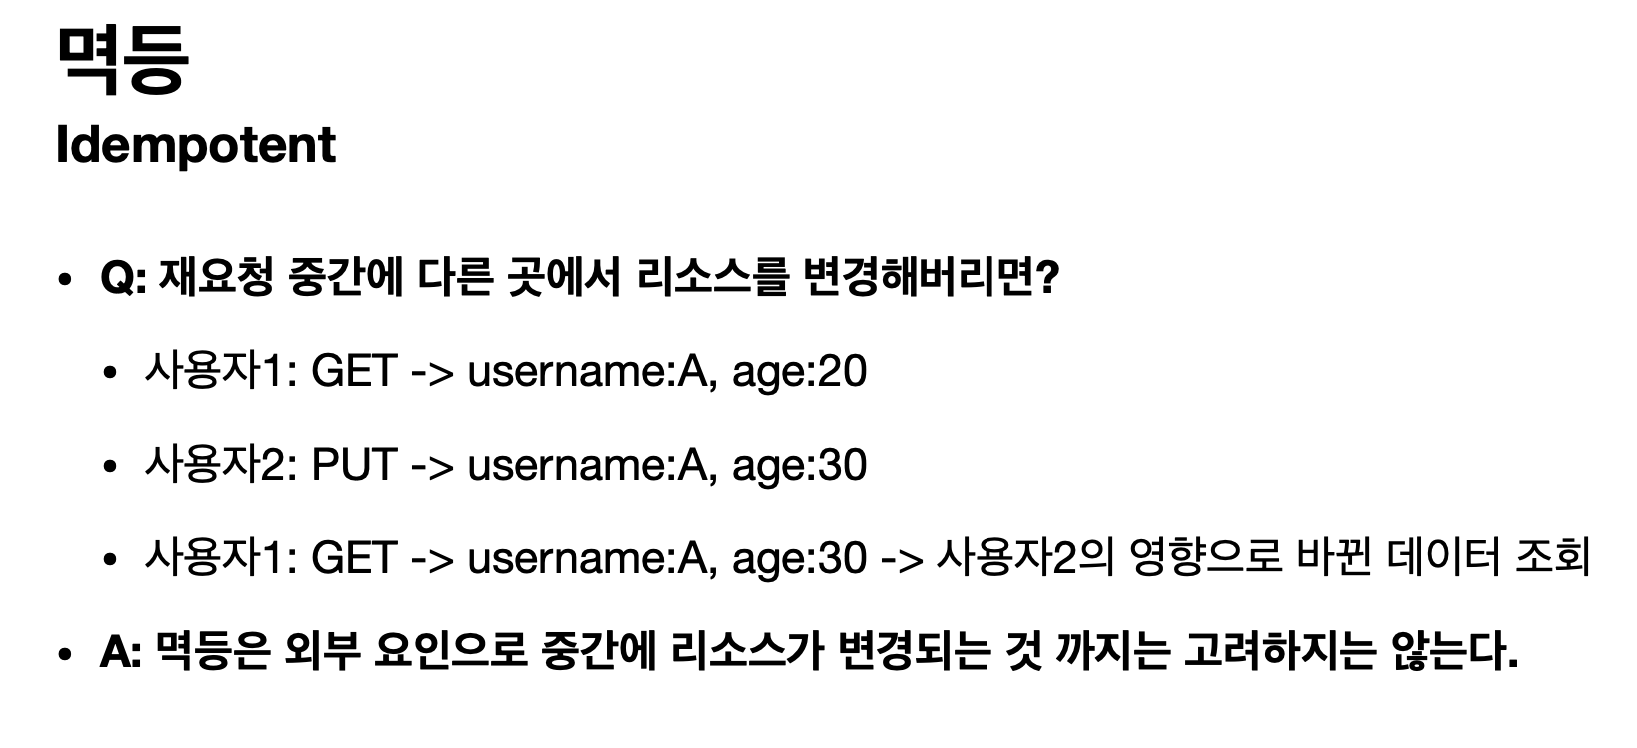 멱등
Idempotent
• Q: 재요청 중간에 다른 곳에서 리소스를 변경해버리면?
• 사용자1: GET -> username:A, age:20
• 사용자2: PUT -> username:A, age:30
• 사용자1: GET -> username:A, age:30 -> 사용자2의 영향으로 바뀐 데이터 조회
• A: 멱등은 외부 요인으로 중간에 리소스가 변경되는 것 까지는 고려하지는 않는다.